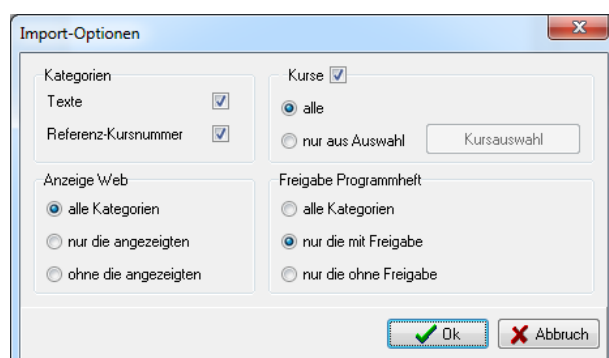 Import-Optionen
Kategorien
Texte
Referenz-Kursnummer
Kurse
alle
nur aus Auswahl
Kursauswahl
Anzeige Web
alle Kategorien
nur die angezeigten
ohne die angezeigten
Freigabe Programmheft
alle Kategorien
nur die mit Freigabe
nur die ohne Freigabe
Ok
Abbruch